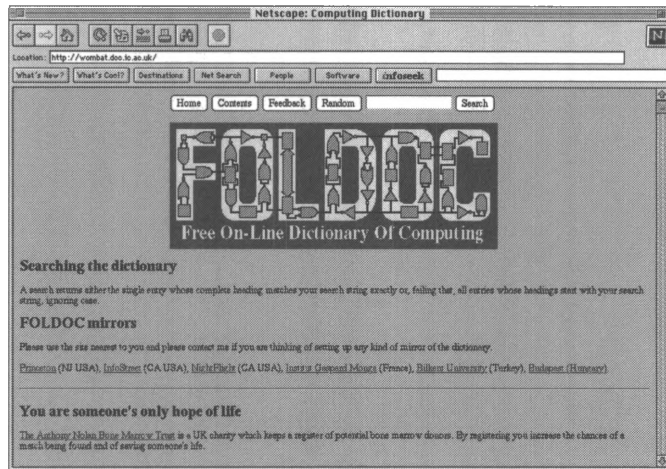 Netscape: Computing Dictionary
N
Location: http://wombat.doc.ic.ac.uk/
What's New? What's Cool? Destinations Net Search People Software infoseek
Home Contents Feedback Random Search
FOLDOC
Free On-Line Dictionary Of Computing
Searching the dictionary
A search returns either the single entry whose complete heading matches your search string exactly or, failing that, all entries whose headings start with your search
string, ignoring case.
FOLDOC mirrors
Please use the site nearest to you and please contact me if you are thinking of setting up any kind of mirror of the dictionary.
Princeton (NJ USA), InfoStreet (CA USA), NightFlight (CA USA), Institut Gaspard Monge (France), Bilkent University (Turkey), Budapest (Hungary)
You are someone's only hope of life
The Anthony Nolan Bone Marrow Trust is a UK charity which keeps a register of potential bone marrow donors. By registering you increase the chances of a
match being found and of saving someone's life.